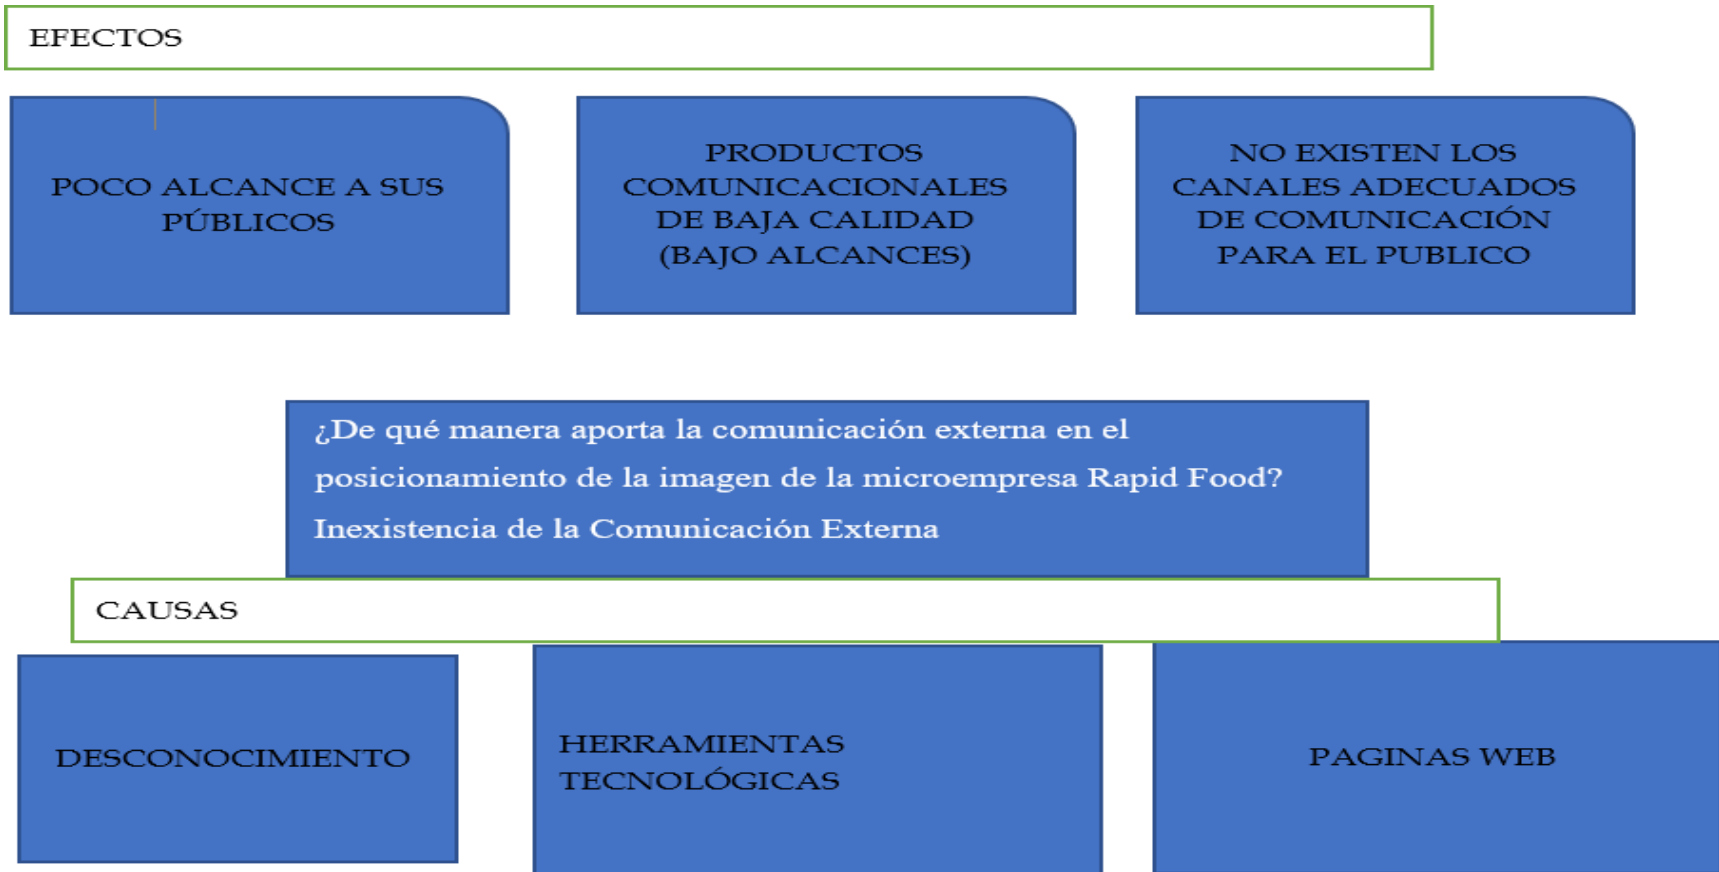 EFECTOS
POCO ALCANCE A SUS
PÚBLICOS
PRODUCTOS
COMUNICACIONALES
DE BAJA CALIDAD
(BAJO ALCANCES)
NO EXISTEN LOS
CANALES ADECUADOS
DE COMUNICACIÓN
PARA EL PUBLICO
¿De qué manera aporta la comunicación externa en el
posicionamiento de la imagen de la microempresa Rapid Food?
Inexistencia de la Comunicación Externa
CAUSAS
DESCONOCIMIENTO
HERRAMIENTAS
TECNOLÓGICAS
PAGINAS WEB